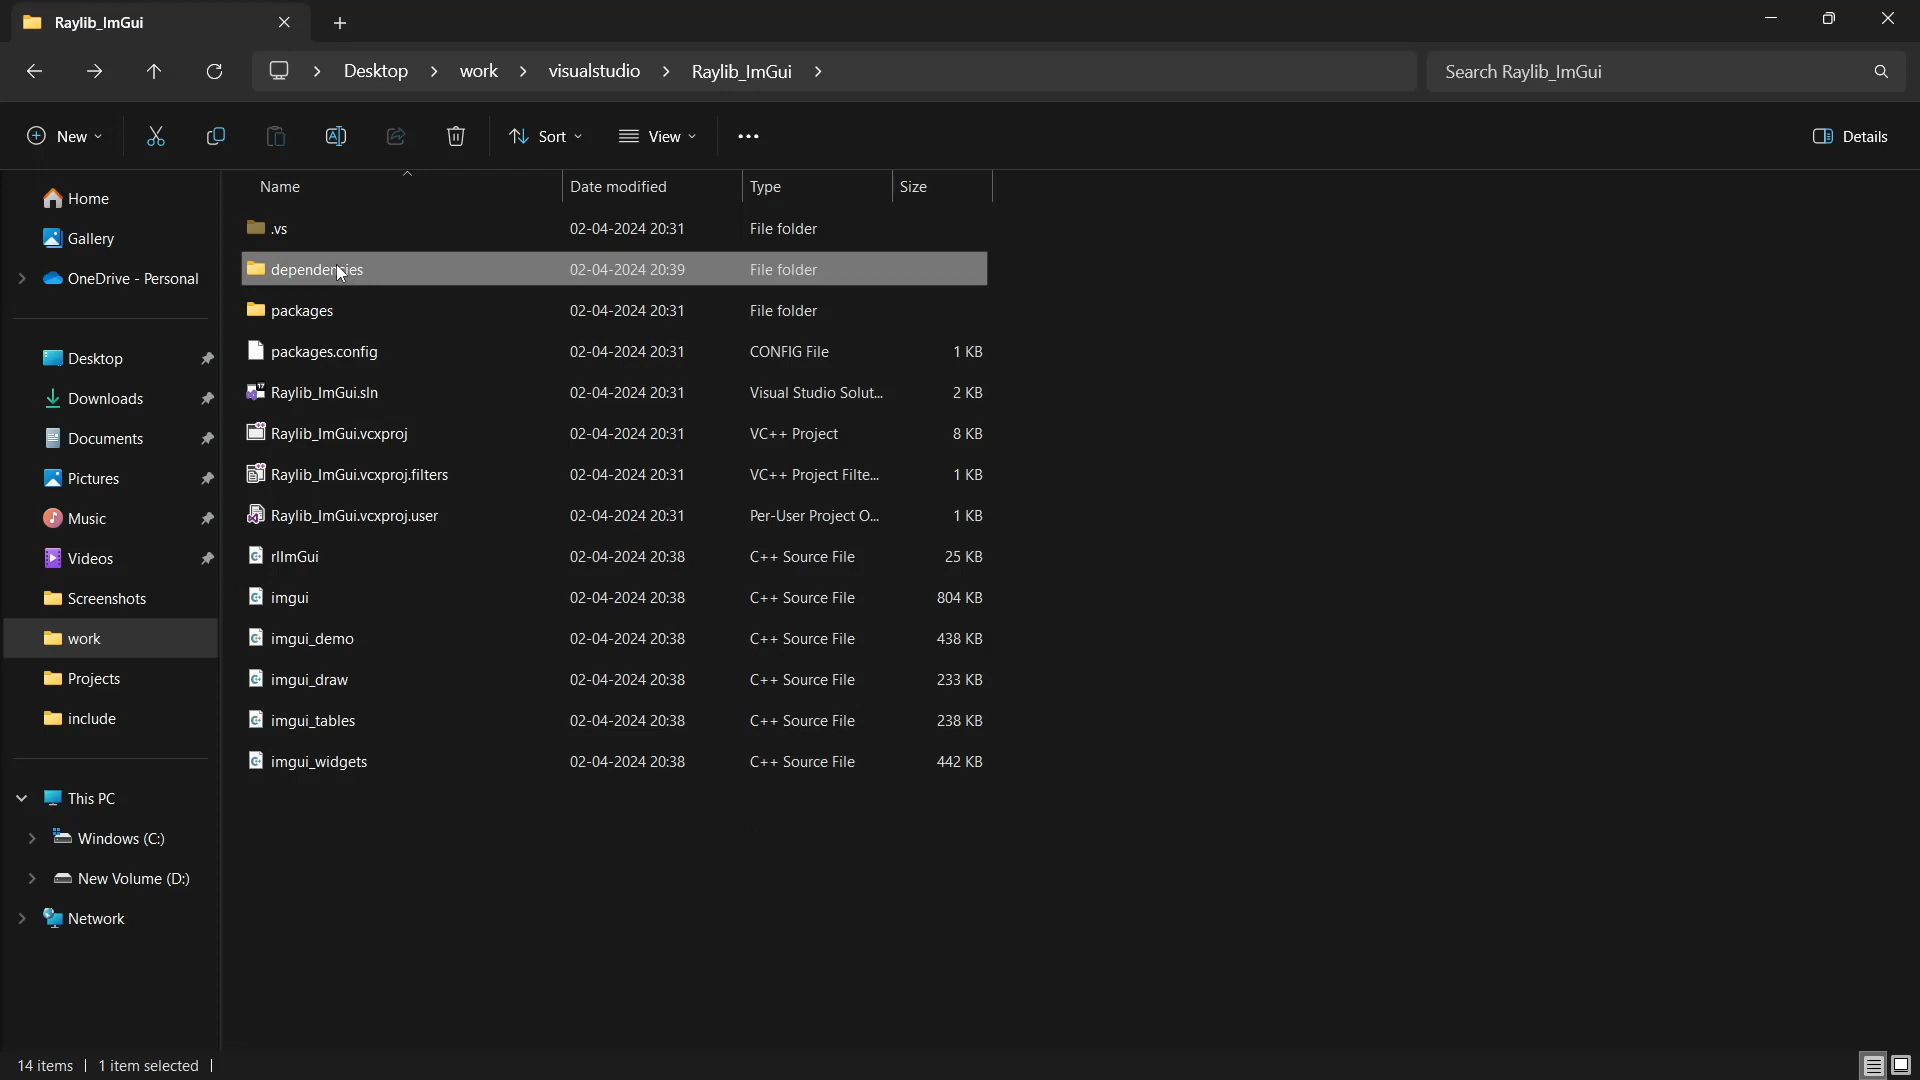 Raylib_ImGui
Desktop work visualstudio Raylib_ImGui
Search Raylib_ImGui
New Sort View Details
Name Date modified Type Size
Home
Gallery
OneDrive - Personal
Desktop
Downloads
Documents
Pictures
Music
Videos
Screenshots
work
Projects
include
This PC
Windows (C:)
New Volume (D:)
Network
.vs 02-04-2024 20:31 File folder
dependencies 02-04-2024 20:39 File folder
packages 02-04-2024 20:31 File folder
packages.config 02-04-2024 20:31 CONFIG File 1 KB
Raylib_ImGui.sln 02-04-2024 20:31 Visual Studio Solut... 2 KB
Raylib_ImGui.vcxproj 02-04-2024 20:31 VC++ Project 8 KB
Raylib_ImGui.vcxproj.filters 02-04-2024 20:31 VC++ Project Filte... 1 KB
Raylib_ImGui.vcxproj.user 02-04-2024 20:31 Per-User Project O... 1 KB
rlImGui 02-04-2024 20:38 C++ Source File 25 KB
imgui 02-04-2024 20:38 C++ Source File 804 KB
imgui_demo 02-04-2024 20:38 C++ Source File 438 KB
imgui_draw 02-04-2024 20:38 C++ Source File 233 KB
imgui_tables 02-04-2024 20:38 C++ Source File 238 KB
imgui_widgets 02-04-2024 20:38 C++ Source File 442 KB
14 items 1 item selected